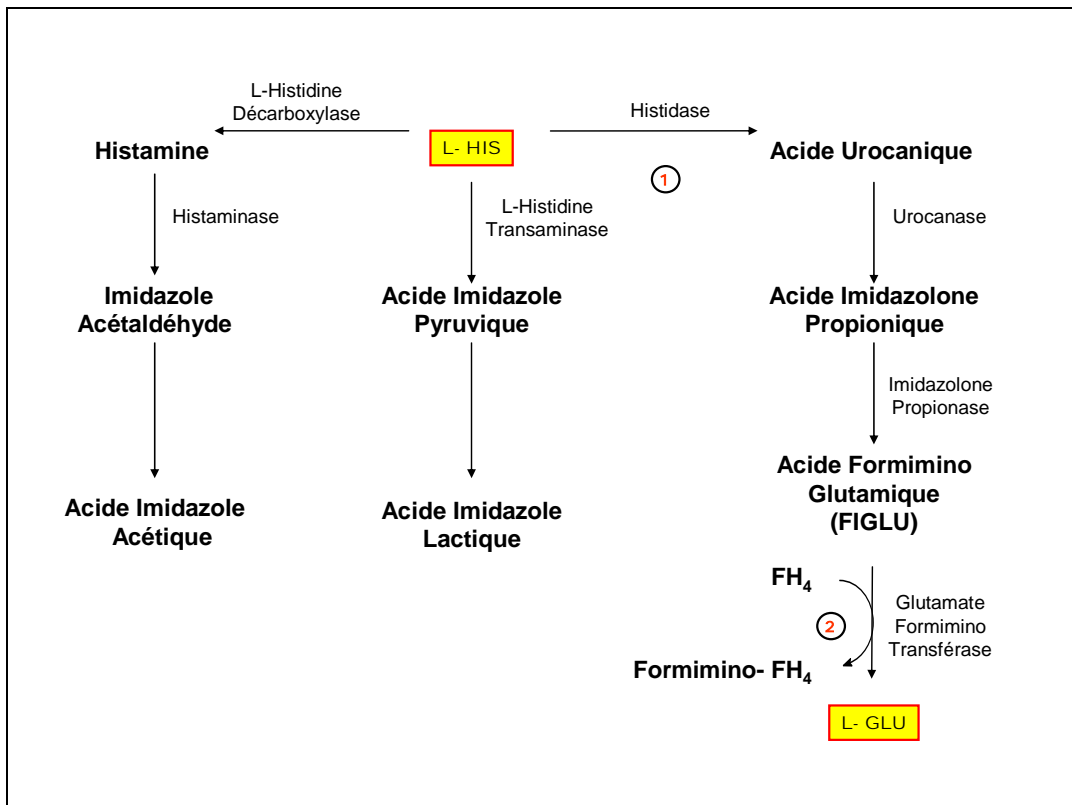 L-Histidine
Décarboxylase
Histidase
Histamine
L- HIS
Acide Urocanique
1
Histaminase
L-Histidine
Transaminase
Urocanase
Imidazole
Acétaldéhyde
Acide Imidazole
Pyruvique
Acide Imidazolone
Propionique
Imidazolone
Propionase
Acide Imidazole
Acétique
Acide Imidazole
Lactique
Acide Formimino
Glutamique
(FIGLU)
FH4
2
Glutamate
Formimino
Transférase
Formimino- FH4
L- GLU